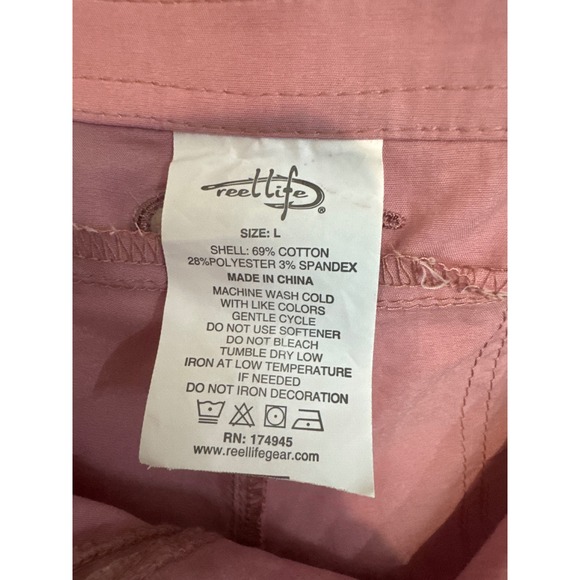 reellife®
SIZE: L
SHELL: 69% COTTON
28%POLYESTER 3% SPANDEX
MADE IN CHINA
MACHINE WASH COLD
WITH LIKE COLORS
GENTLE CYCLE
DO NOT USE SOFTENER
DO NOT BLEACH
TUMBLE DRY LOW
IRON AT LOW TEMPERATURE
IF NEEDED
DO NOT IRON DECORATION
RN: 174945
www.reellifegear.com